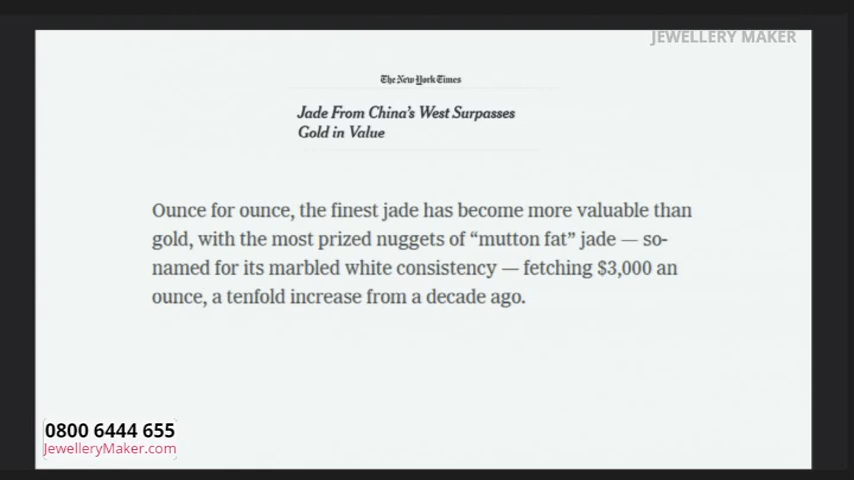 JEWELLERY MAKER
The New York Times
Jade From China's West Surpasses
Gold in Value
Ounce for ounce, the finest jade has become more valuable than
gold, with the most prized nuggets of “mutton fat” jade — so-
named for its marbled white consistency — fetching $3,000 an
ounce, a tenfold increase from a decade ago.
0800 6444 655
JewelleryMaker.com